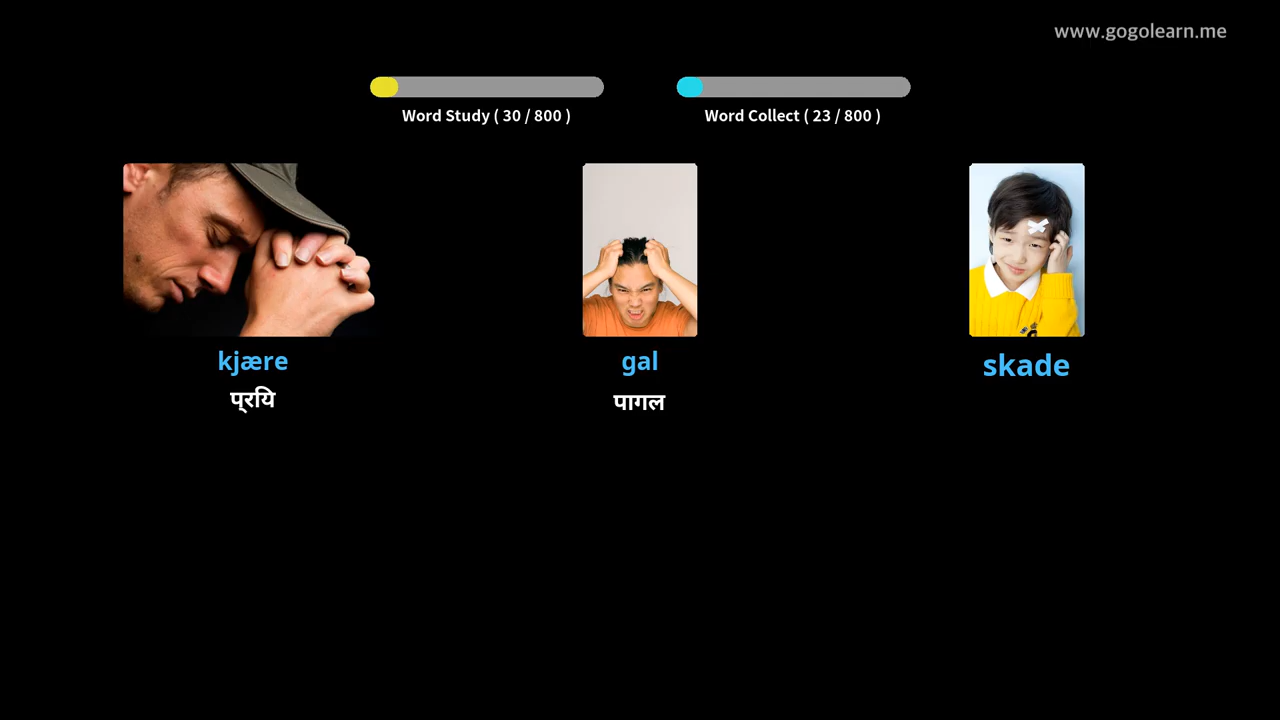 www.gogolearn.me
Word Study ( 30 / 800 )
Word Collect ( 23 / 800 )
kjære
gal
skade
प्रयि
पागल